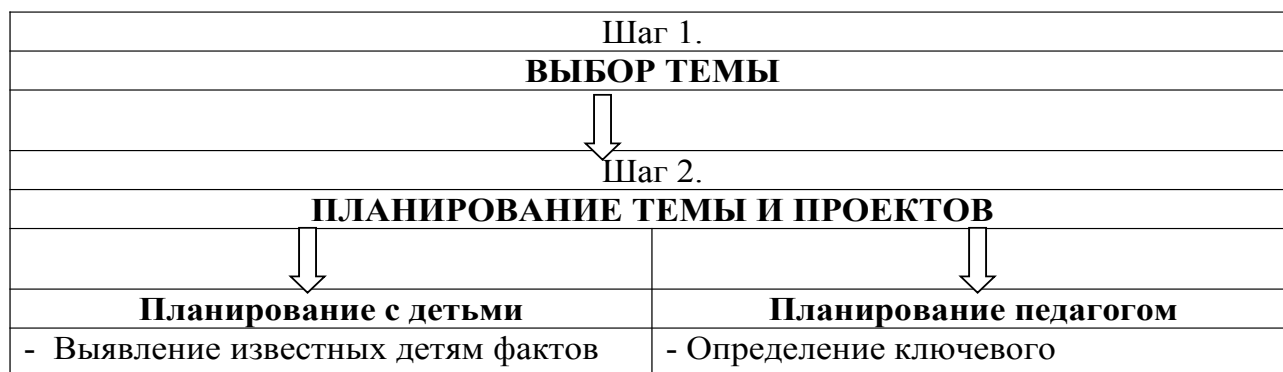 Шаг 1.
ВЫБОР ТЕМЫ
Шаг 2.
ПЛАНИРОВАНИЕ ТЕМЫ И ПРОЕКТОВ
Планирование с детьми
Планирование педагогом
- Выявление известных детям фактов
- Определение ключевого